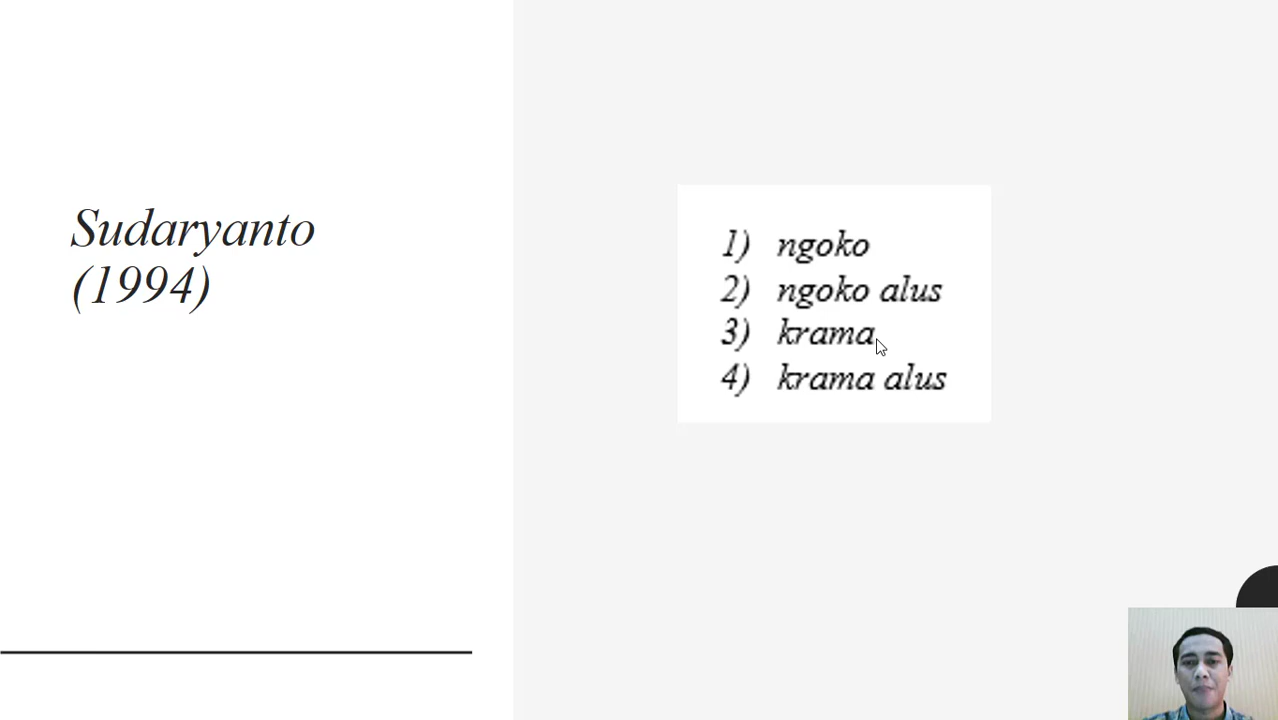 Sudaryanto
(1994)
1) ngoko
2) ngoko alus
3) krama
4) krama alus